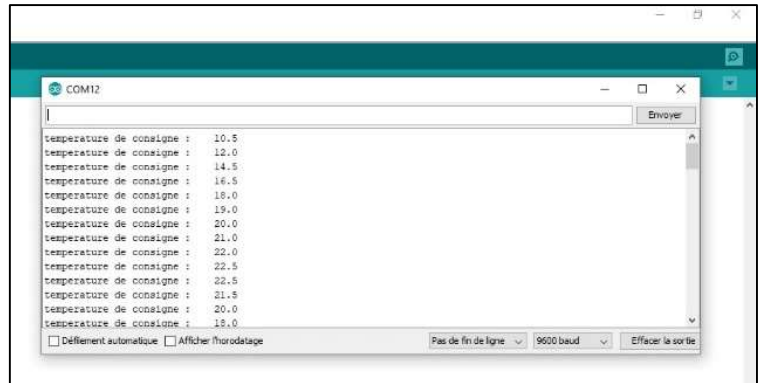 COM12
Envoyer
temperature de consigne : 10.5
temperature de consigne : 12.0
temperature de consigne : 14.5
temperature de consigne : 16.5
temperature de consigne : 18.0
temperature de consigne : 19.0
temperature de consigne : 20.0
temperature de consigne : 21.0
temperature de consigne : 22.0
temperature de consigne : 22.5
temperature de consigne : 22.5
temperature de consigne : 21.5
temperature de consigne : 20.0
temperature de consigne : 18.0
Défilement automatique Afficher l'horodatage Pas de fin de ligne 9600 baud Effacer la sortie